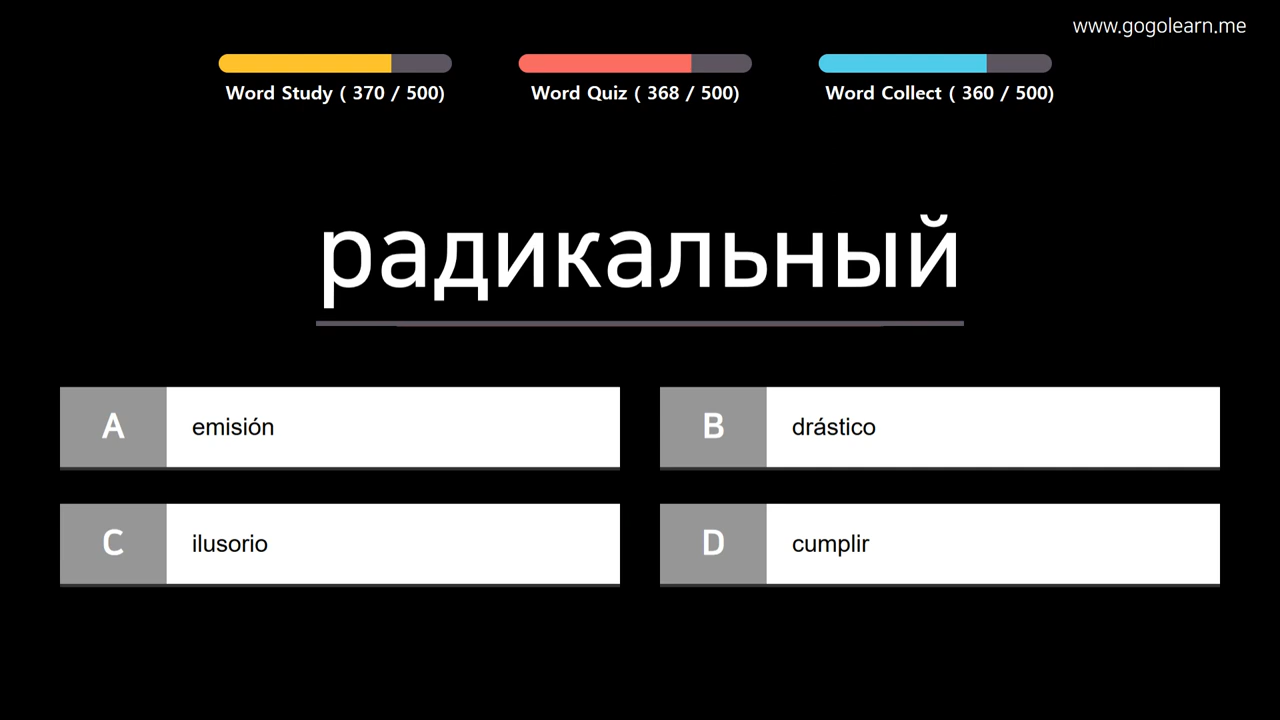 www.gogolearn.me
Word Study ( 370 / 500)
Word Quiz ( 368 / 500)
Word Collect ( 360 / 500)
радикальный
A
emisión
B
drástico
C
ilusorio
D
cumplir